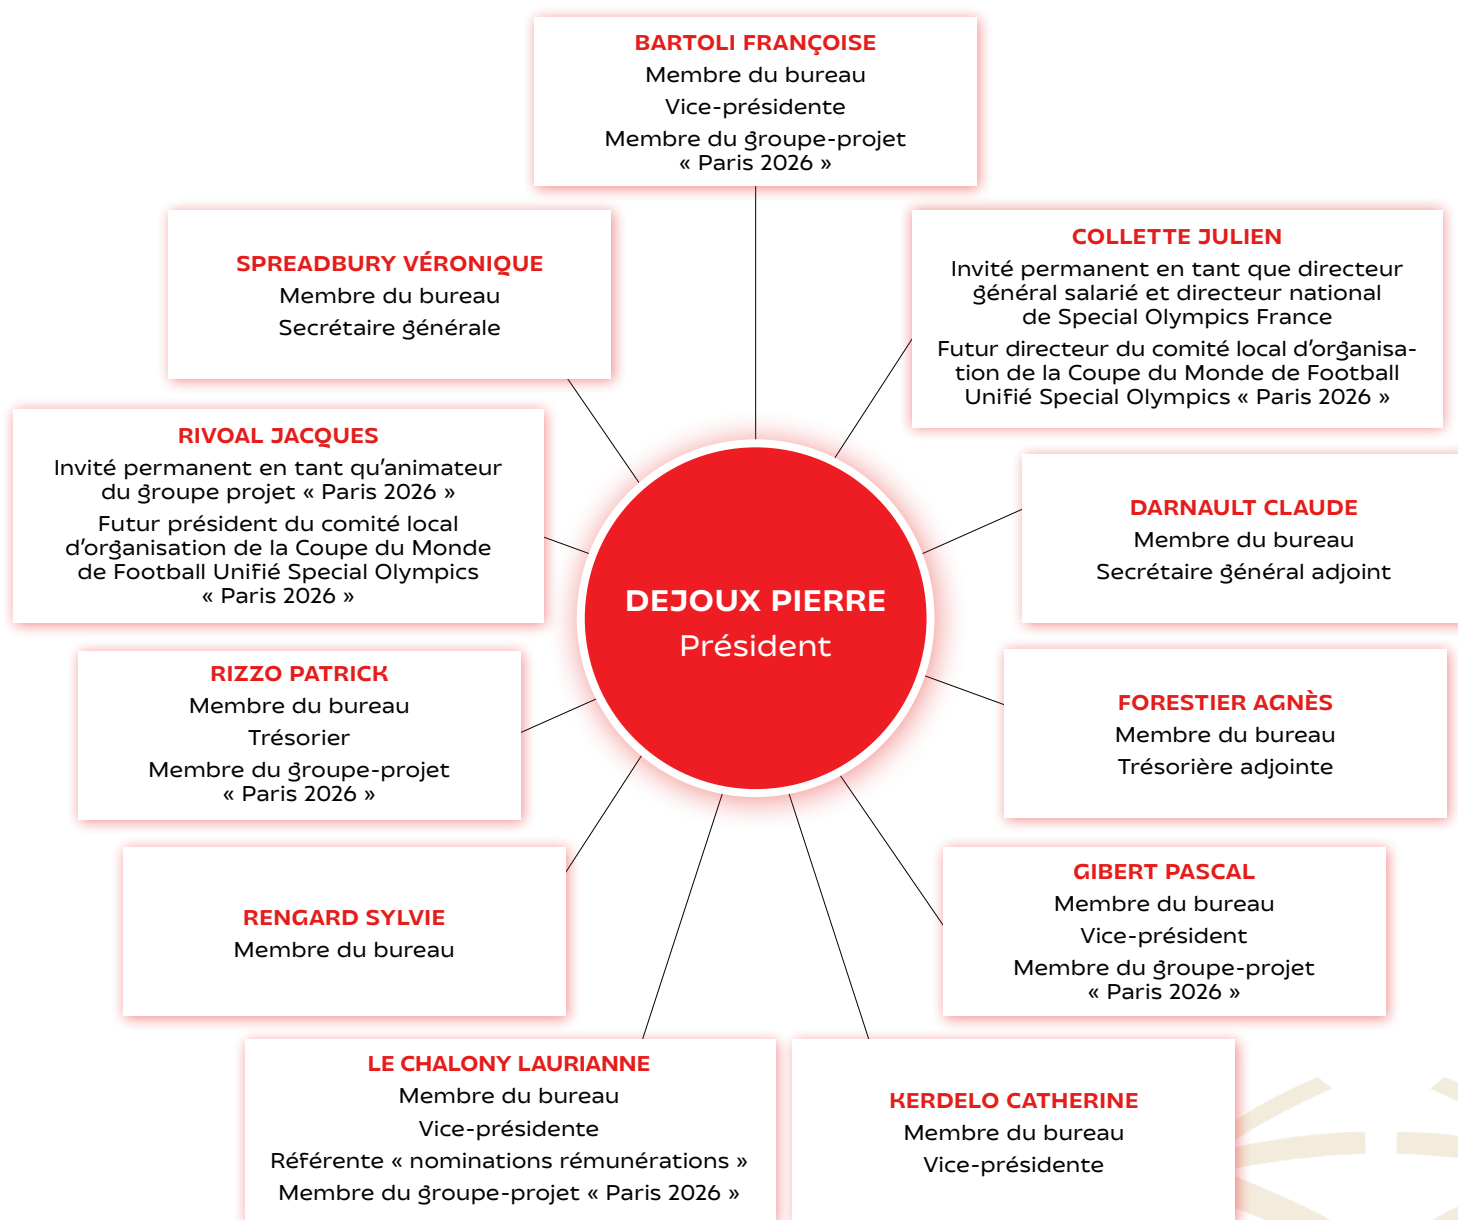 BARTOLI FRANÇOISE
Membre du bureau
Vice-présidente
Membre du groupe-projet
« Paris 2026 »
SPREADBURY VÉRONIQUE
Membre du bureau
Secrétaire générale
COLLETTE JULIEN
Invité permanent en tant que directeur
général salarié et directeur national
de Special Olympics France
Futur directeur du comité local d'organisa-
tion de la Coupe du Monde de Football
Unifié Special Olympics « Paris 2026 »
RIVOAL JACQUES
Invité permanent en tant qu'animateur
du groupe projet « Paris 2026 »
Futur président du comité local
d'organisation de la Coupe du Monde
de Football Unifié Special Olympics
« Paris 2026 »
DARNAULT CLAUDE
Membre du bureau
Secrétaire général adjoint
DEJOUX PIERRE
Président
RIZZO PATRICK
Membre du bureau
Trésorier
Membre du groupe-projet
« Paris 2026 »
FORESTIER AGNÈS
Membre du bureau
Trésorière adjointe
RENGARD SYLVIE
Membre du bureau
GIBERT PASCAL
Membre du bureau
Vice-président
Membre du groupe-projet
« Paris 2026 »
LE CHALONY LAURIANNE
Membre du bureau
Vice-présidente
Référente « nominations rémunérations »
Membre du groupe-projet « Paris 2026 »
KERDELO CATHERINE
Membre du bureau
Vice-présidente